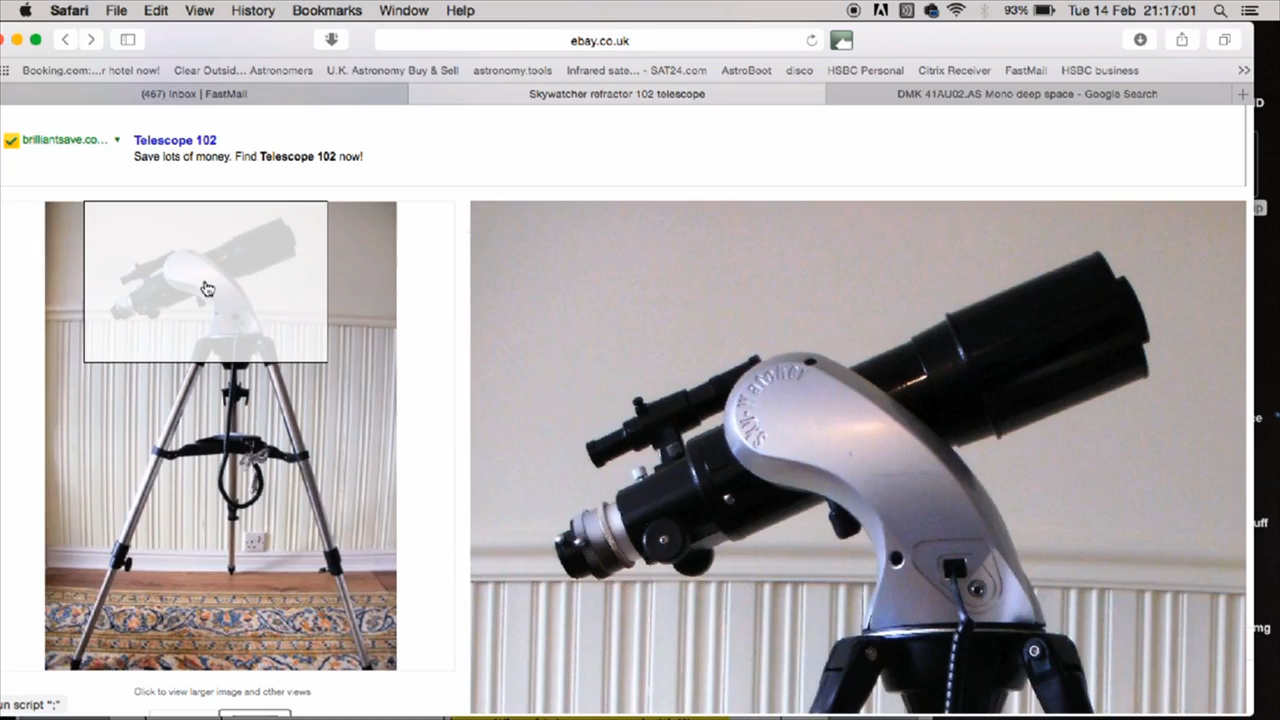 Safari File Edit View History Bookmarks Window Help 93% Tue 14 Feb 21:17:01
ebay.co.uk
Booking.com:...r hotel now! Clear Outsid... Astronomers U.K. Astronomy Buy & Sell astronomy.tools Infrared sate... - SAT24.com AstroBoot disco HSBC Personal Citrix Receiver FastMail HSBC business
(467) Inbox | FastMail Skywatcher refractor 102 telescope DMK 41AU02.AS Mono deep space - Google Search
brilliantsave.co... Telescope 102
Save lots of money. Find Telescope 102 now!
Sky-Watcher
Click to view larger image and other views
un script ";"